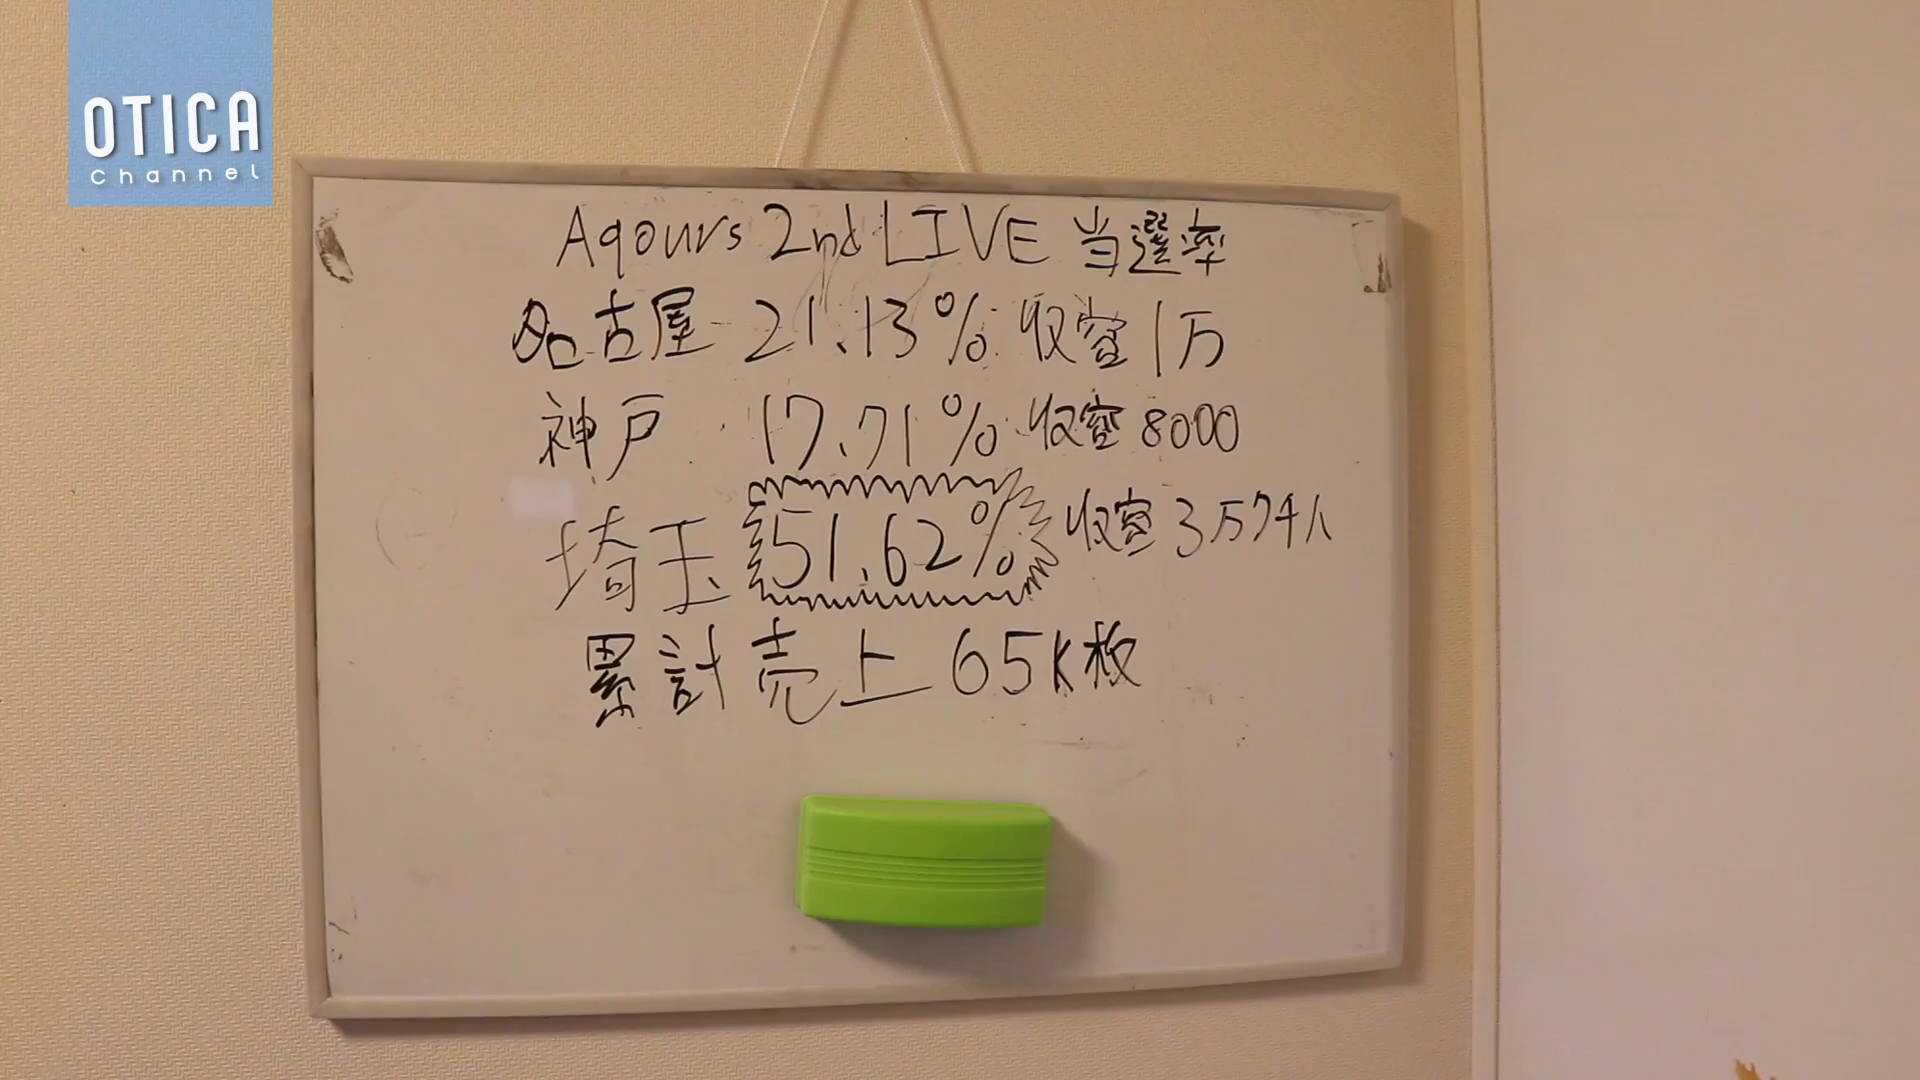 OTICA
Channel
Aqours 2nd LIVE 当選率
名古屋 21.13% 収容1万
神戸 17.71% 収容8000
埼玉 51.62% 収容3万7千人
累計売上 65K枚